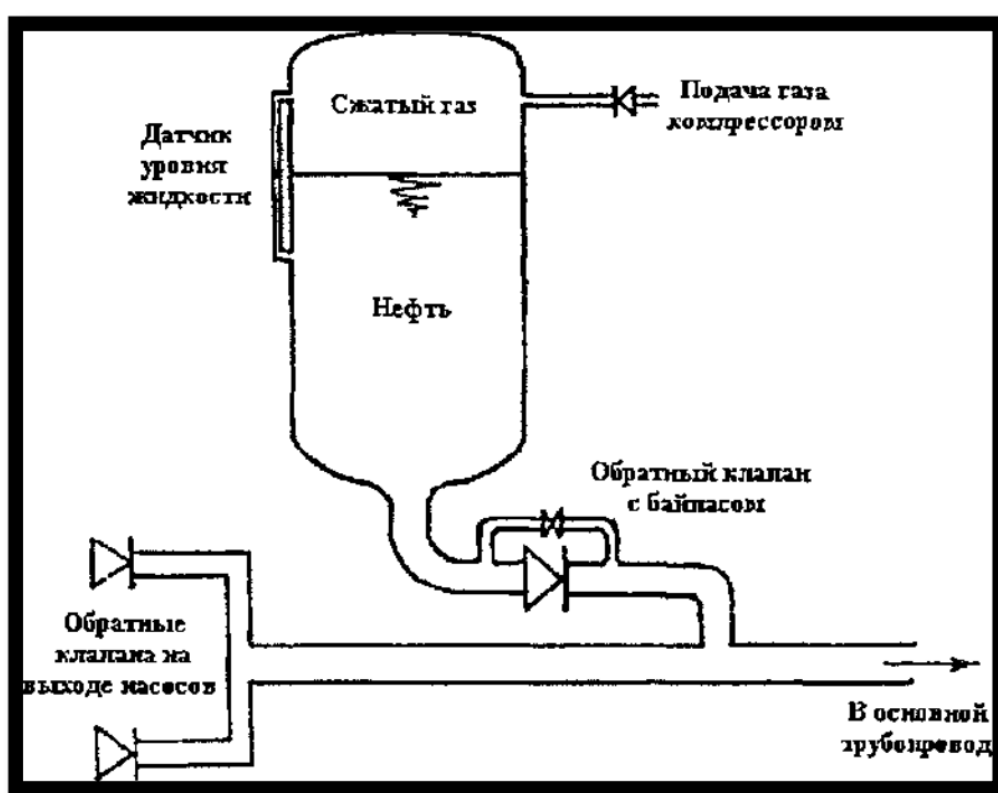 Сжатый газ
Подача газа
компрессором
Датчик
уровня
жидкости
Нефть
Обратный клапан
с байпасом
Обратные
клапана на
выходе насосов
В основной
трубопровод